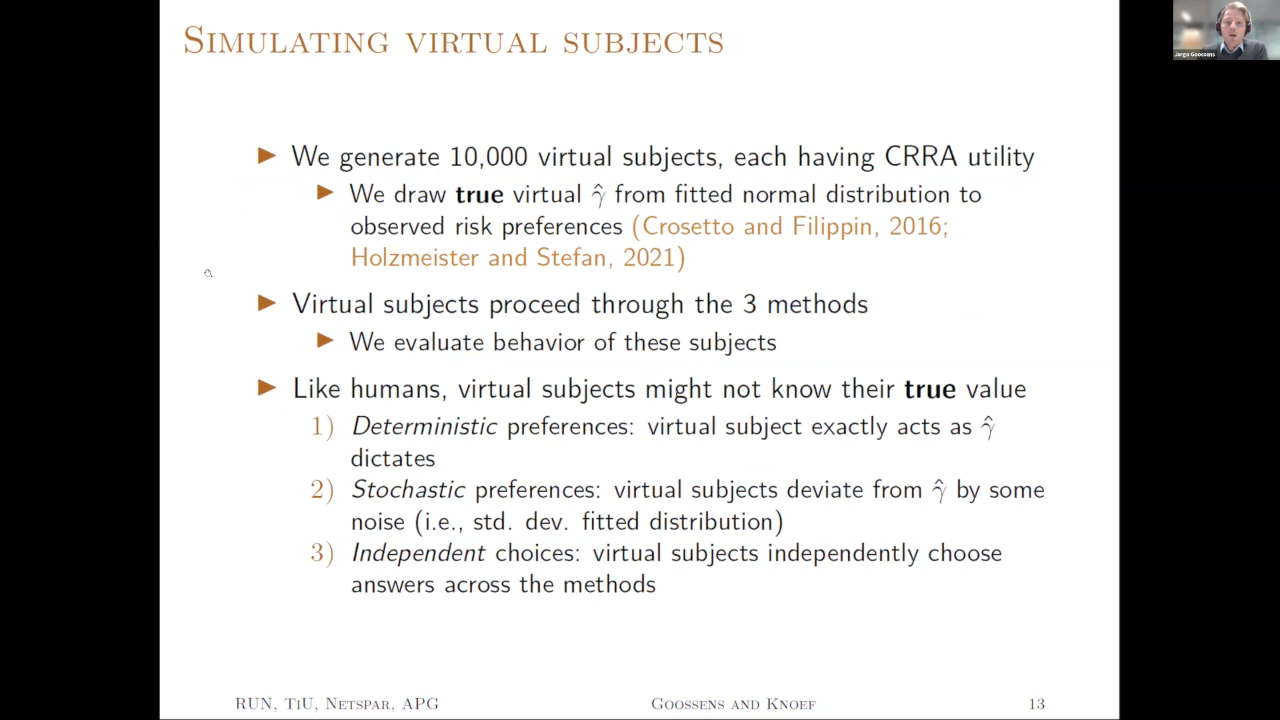 SIMULATING VIRTUAL SUBJECTS
Jorgo Goossens
We generate 10,000 virtual subjects, each having CRRA utility
We draw true virtual γ̂ from fitted normal distribution to
observed risk preferences (Crosetto and Filippin, 2016;
Holzmeister and Stefan, 2021)
Virtual subjects proceed through the 3 methods
We evaluate behavior of these subjects
Like humans, virtual subjects might not know their true value
1) Deterministic preferences: virtual subject exactly acts as γ̂
dictates
2) Stochastic preferences: virtual subjects deviate from γ̂ by some
noise (i.e., std. dev. fitted distribution)
3) Independent choices: virtual subjects independently choose
answers across the methods
RUN, TIU, NETSPAR, APG GOOSSENS AND KNOEF 13